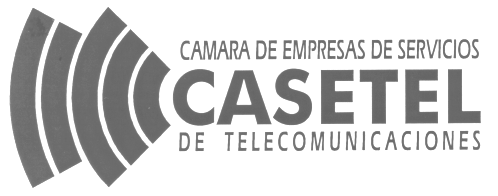 CAMARA DE EMPRESAS DE SERVICIOS
CASETEL
DE TELECOMUNICACIONES